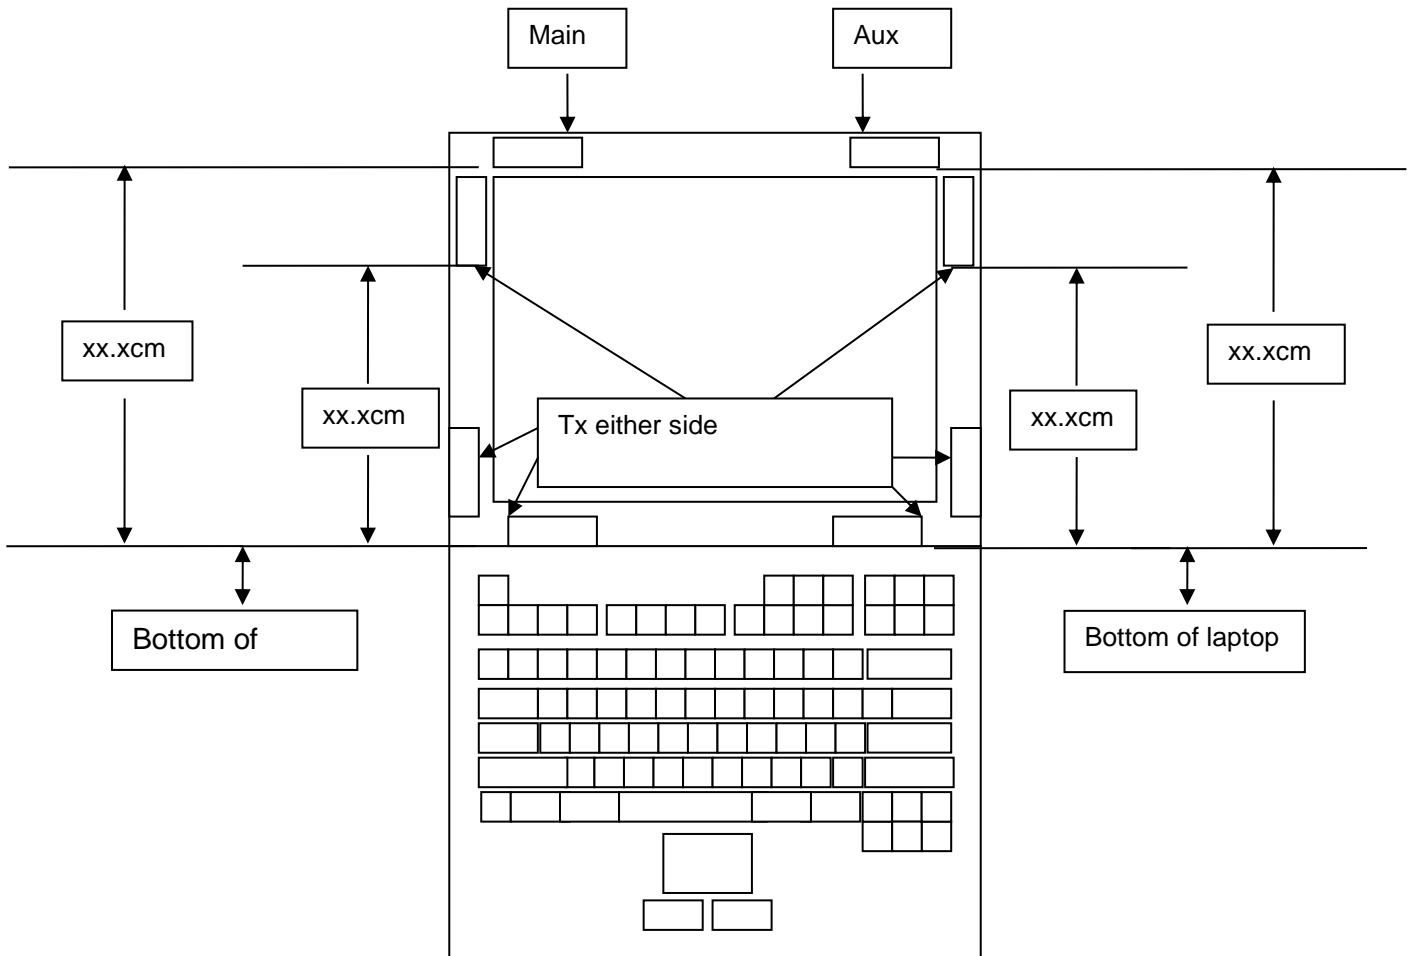 Main
Aux
xx.xcm
xx.xcm
xx.xcm
xx.xcm
Tx either side
Bottom of
Bottom of laptop